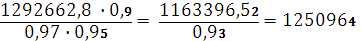 1292662,8 · 0,9 = 1163396,52 = 1250964
0,97 · 0,95 0,93